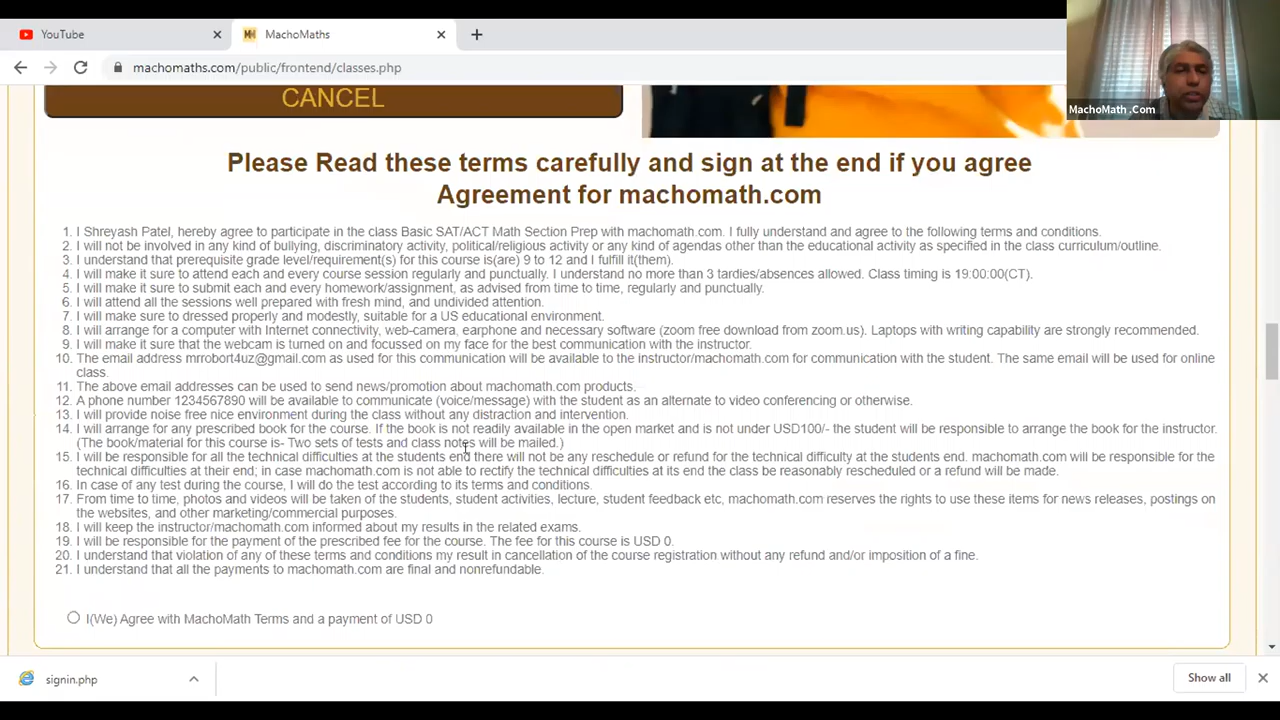 YouTube
MachoMaths
machomaths.com/public/frontend/classes.php
MachoMath .Com
CANCEL
Please Read these terms carefully and sign at the end if you agree
Agreement for machomath.com
1. I Shreyash Patel, hereby agree to participate in the class Basic SAT/ACT Math Section Prep with machomath.com. I fully understand and agree to the following terms and conditions.
2. I will not be involved in any kind of bullying, discriminatory activity, political/religious activity or any kind of agendas other than the educational activity as specified in the class curriculum/outline.
3. I understand that prerequisite grade level/requirement(s) for this course is(are) 9 to 12 and I fulfill it(them).
4. I will make it sure to attend each and every course session regularly and punctually. I understand no more than 3 tardies/absences allowed. Class timing is 19:00:00(CT).
5. I will make it sure to submit each and every homework/assignment, as advised from time to time, regularly and punctually.
6. I will attend all the sessions well prepared with fresh mind, and undivided attention.
7. I will make sure to dressed properly and modestly, suitable for a US educational environment.
8. I will arrange for a computer with Internet connectivity, web-camera, earphone and necessary software (zoom free download from zoom.us). Laptops with writing capability are strongly recommended.
9. I will make it sure that the webcam is turned on and focussed on my face for the best communication with the instructor.
10. The email address mrrobort4uz@gmail.com as used for this communication will be available to the instructor/machomath.com for communication with the student. The same email will be used for online
class.
11. The above email addresses can be used to send news/promotion about machomath.com products.
12. A phone number 1234567890 will be available to communicate (voice/message) with the student as an alternate to video conferencing or otherwise.
13. I will provide noise free nice environment during the class without any distraction and intervention.
14. I will arrange for any prescribed book for the course. If the book is not readily available in the open market and is not under USD100/- the student will be responsible to arrange the book for the instructor.
(The book/material for this course is- Two sets of tests and class notes will be mailed.)
15. I will be responsible for all the technical difficulties at the students end there will not be any reschedule or refund for the technical difficulty at the students end. machomath.com will be responsible for the
technical difficulties at their end; in case machomath.com is not able to rectify the technical difficulties at its end the class be reasonably rescheduled or a refund will be made.
16. In case of any test during the course, I will do the test according to its terms and conditions.
17. From time to time, photos and videos will be taken of the students, student activities, lecture, student feedback etc, machomath.com reserves the rights to use these items for news releases, postings on
the websites, and other marketing/commercial purposes.
18. I will keep the instructor/machomath.com informed about my results in the related exams.
19. I will be responsible for the payment of the prescribed fee for the course. The fee for this course is USD 0.
20. I understand that violation of any of these terms and conditions my result in cancellation of the course registration without any refund and/or imposition of a fine.
21. I understand that all the payments to machomath.com are final and nonrefundable.
I(We) Agree with MachoMath Terms and a payment of USD 0
signin.php
Show all